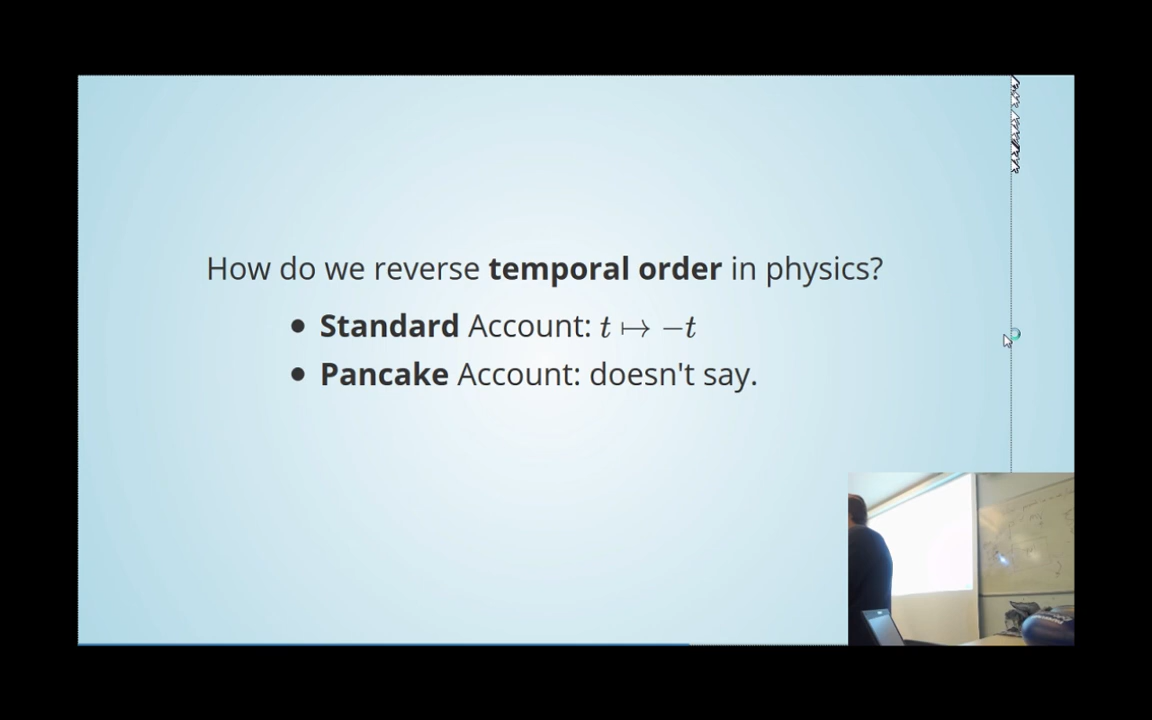 How do we reverse temporal order in physics?
• Standard Account: t ↦ −t
• Pancake Account: doesn't say.